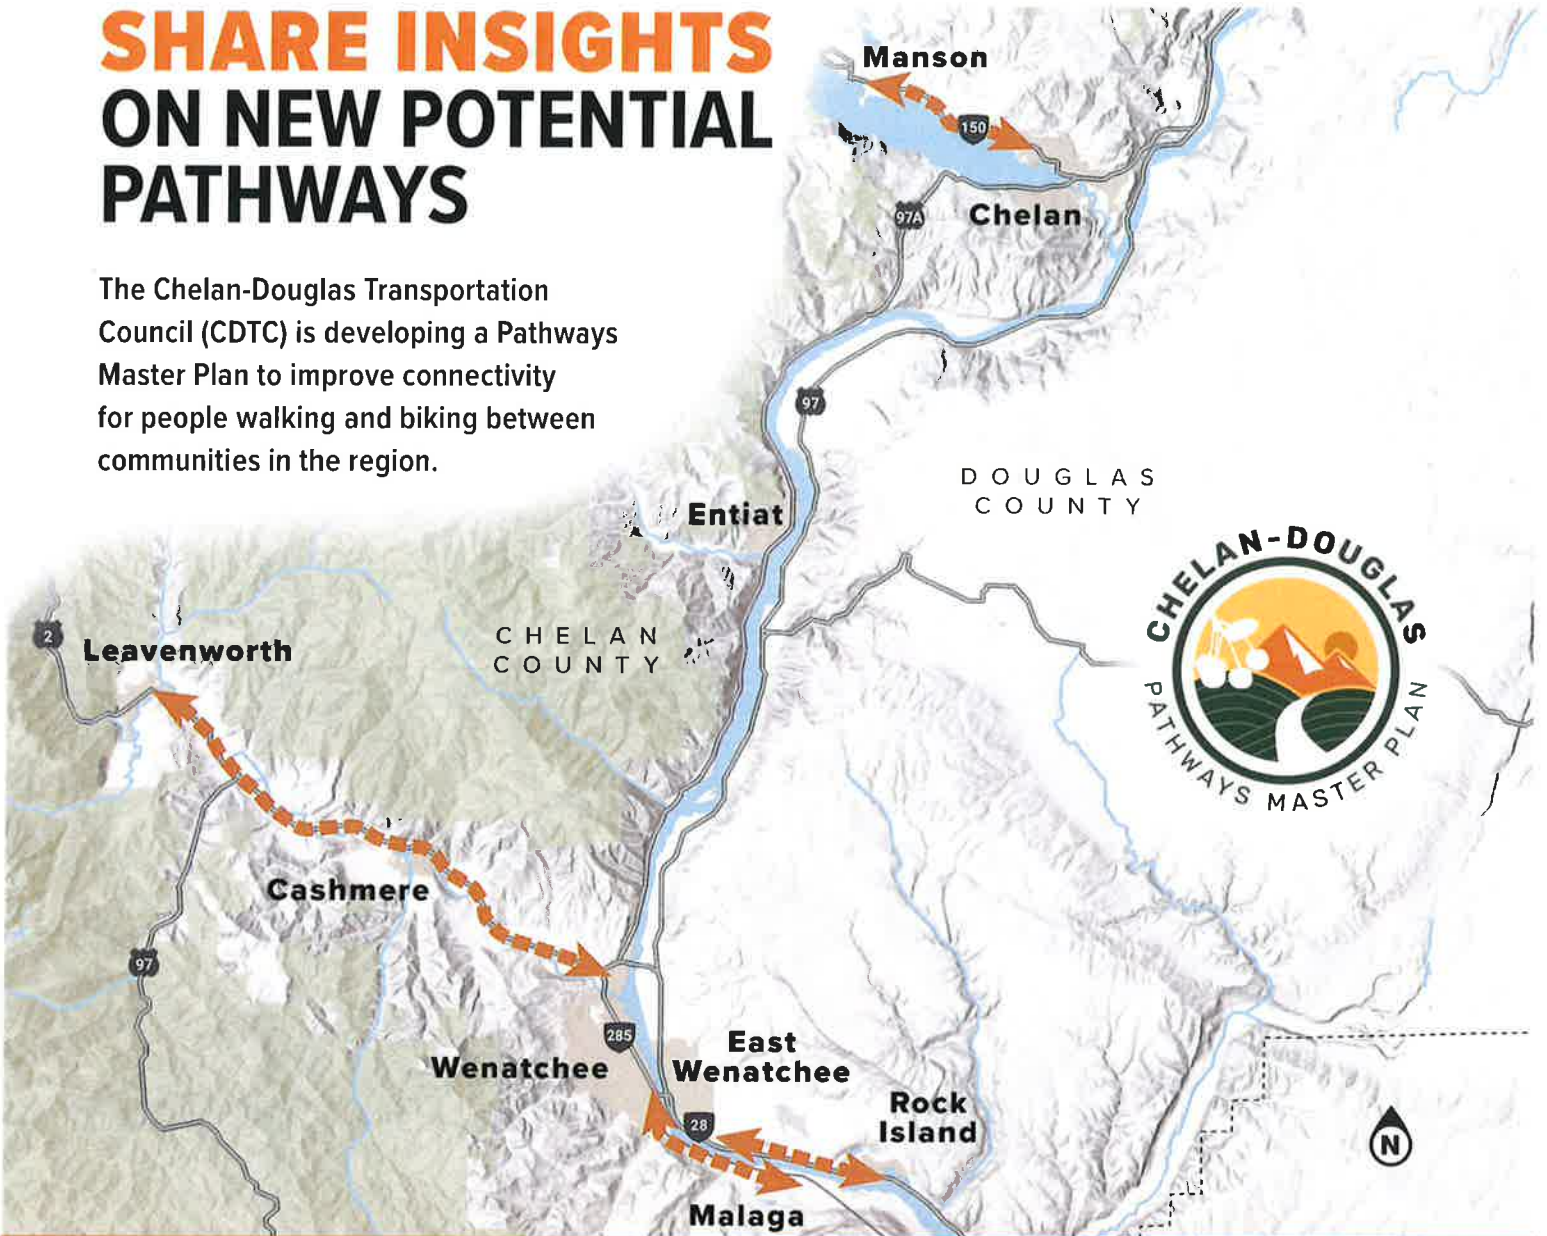 SHARE INSIGHTS
ON NEW POTENTIAL
PATHWAYS
The Chelan-Douglas Transportation
Council (CDTC) is developing a Pathways
Master Plan to improve connectivity
for people walking and biking between
communities in the region.
Manson
150
97A
Chelan
97
DOUGLAS
COUNTY
Entiat
CHELAN-DOUGLAS
PATHWAYS MASTER PLAN
CHELAN
COUNTY
2
Leavenworth
Cashmere
97
285
Wenatchee
East
Wenatchee
Rock
Island
28
N
Malaga